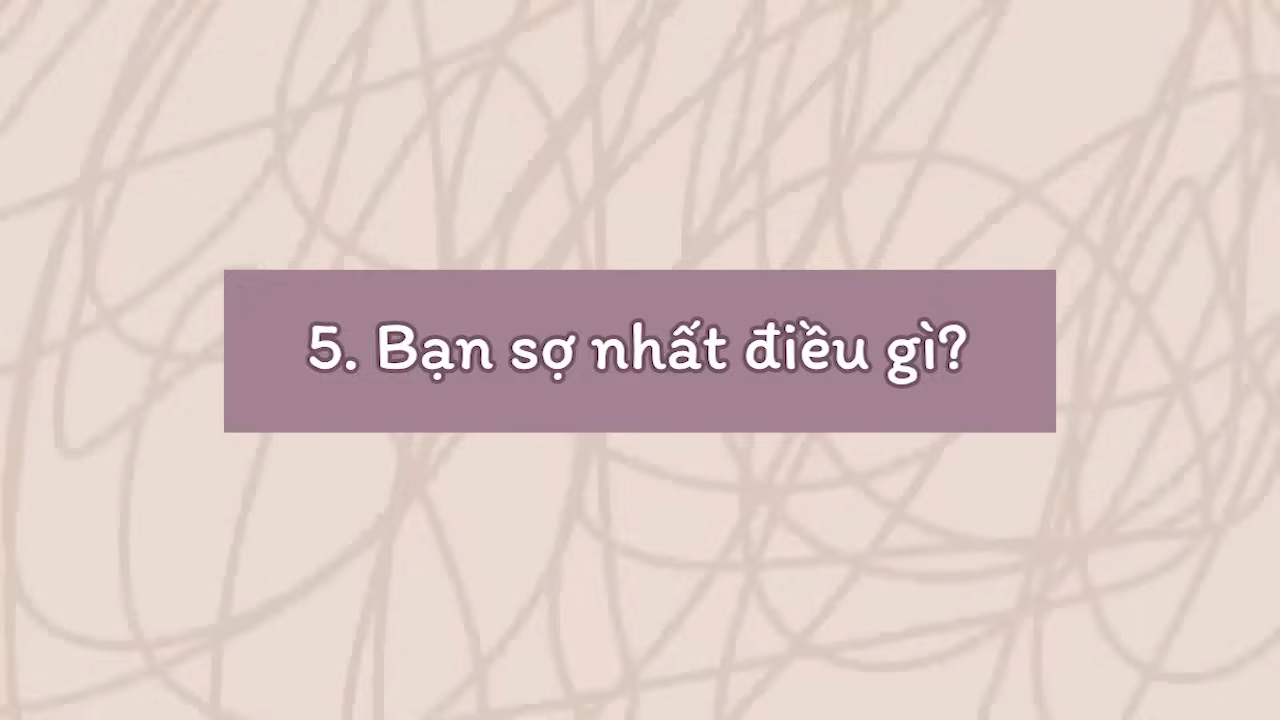 5. Bạn sợ nhất điều gì?